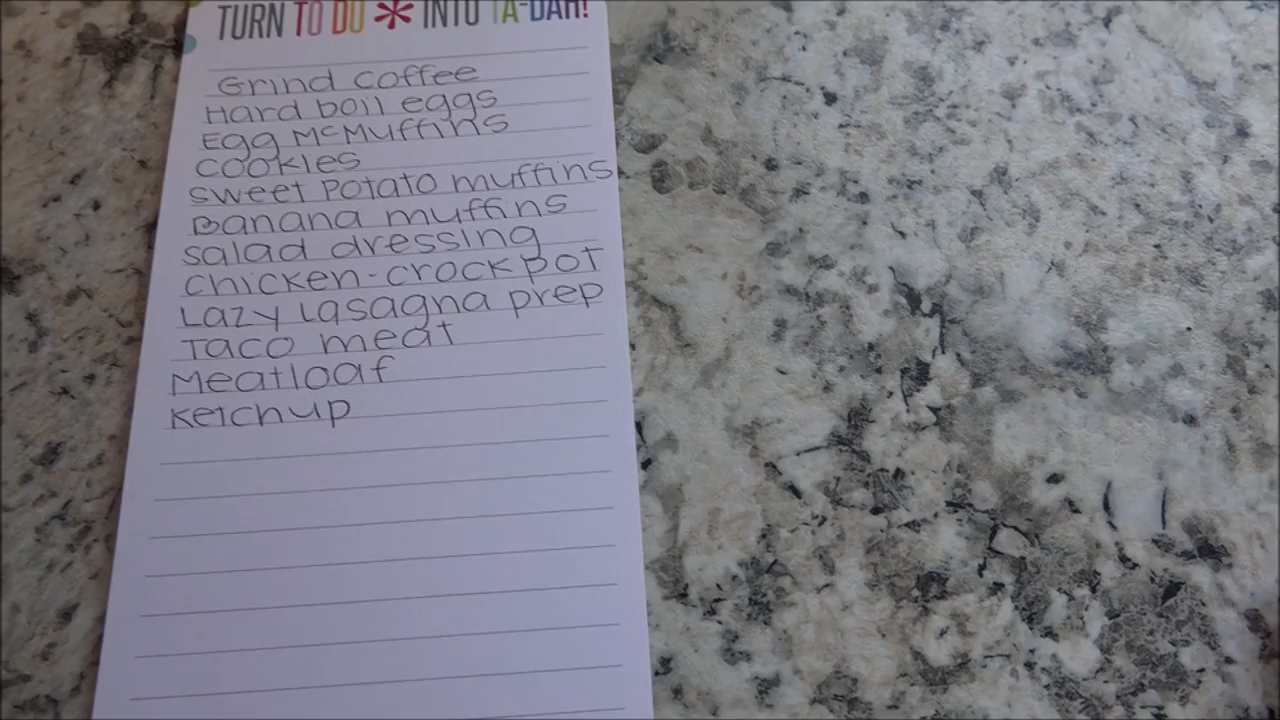 TURN TO DO * INTO TA-DAH!
Grind coffee
Hard boil eggs
Egg McMuffins
cookies
sweet potato muffins
Banana muffins
salad dressing
chicken-crockpot
Lazy Lasagna prep
Taco meat
Meatloaf
Ketchup